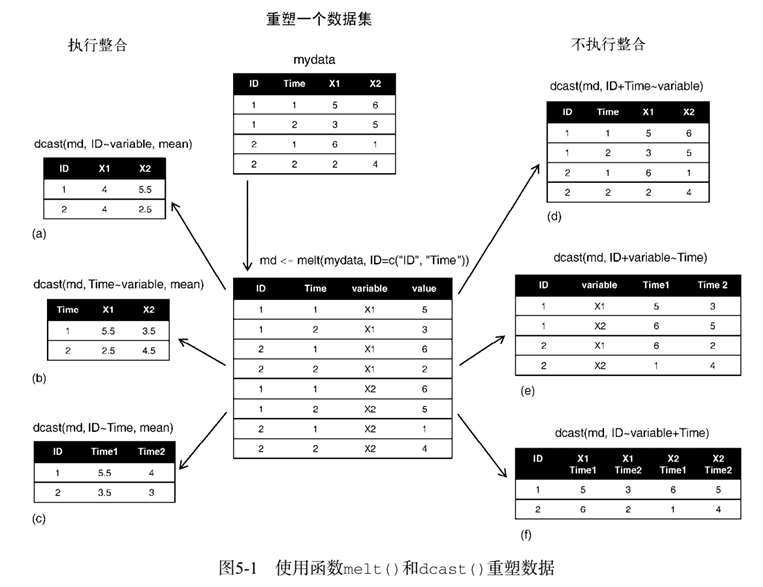 重塑一个数据集
执行整合
不执行整合
mydata
ID Time X1 X2
1 1 5 6
1 2 3 5
2 1 6 1
2 2 2 4
dcast(md, ID~variable, mean)
ID X1 X2
1 4 5.5
2 4 2.5
(a)
dcast(md, Time~variable, mean)
Time X1 X2
1 5.5 3.5
2 2.5 4.5
(b)
dcast(md, ID~Time, mean)
ID Time1 Time2
1 5.5 4
2 3.5 3
(c)
md <- melt(mydata, ID=c("ID", "Time"))
ID Time variable value
1 1 X1 5
1 2 X1 3
2 1 X1 6
2 2 X1 2
1 1 X2 6
1 2 X2 5
2 1 X2 1
2 2 X2 4
dcast(md, ID+Time~variable)
ID Time X1 X2
1 1 5 6
1 2 3 5
2 1 6 1
2 2 2 4
(d)
dcast(md, ID+variable~Time)
ID variable Time1 Time 2
1 X1 5 3
1 X2 6 5
2 X1 6 2
2 X2 1 4
(e)
dcast(md, ID~variable+Time)
ID X1 X1 X2 X2
Time1 Time2 Time1 Time2
1 5 3 6 5
2 6 2 1 4
(f)
图5-1 使用函数melt()和dcast()重塑数据